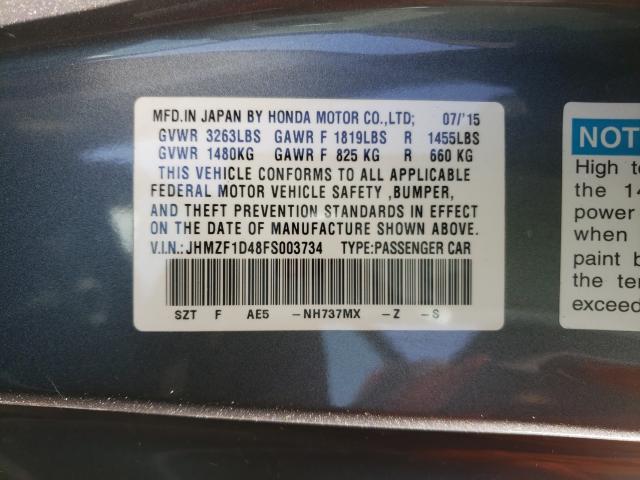 MFD.IN JAPAN BY HONDA MOTOR CO.,LTD; 07/'15
GVWR 3263LBS GAWR F 1819LBS R 1455LBS
GVWR 1480KG GAWR F 825 KG R 660 KG
THIS VEHICLE CONFORMS TO ALL APPLICABLE
FEDERAL MOTOR VEHICLE SAFETY ,BUMPER,
AND THEFT PREVENTION STANDARDS IN EFFECT
ON THE DATE OF MANUFACTURE SHOWN ABOVE.
V.I.N.:JHMZF1D48FS003734 TYPE:PASSENGER CAR
SZT F AE5 -NH737MX -Z -S
NOT
High t
the 14
power
when
paint b
the te
exceed